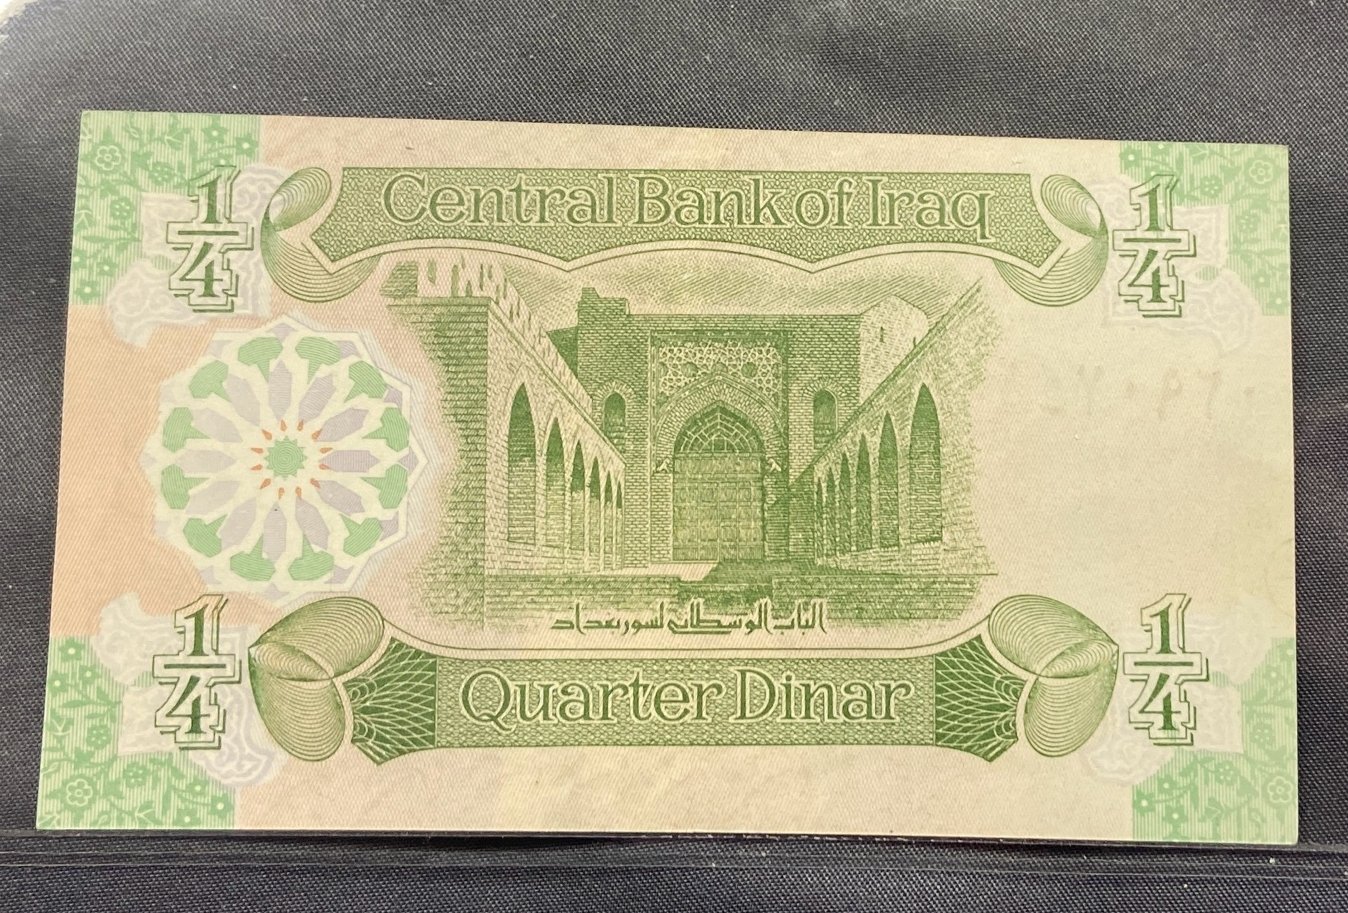 1/4 Central Bank of Iraq 1/4
الباب الوسطاني لسور بغداد
1/4 Quarter Dinar 1/4